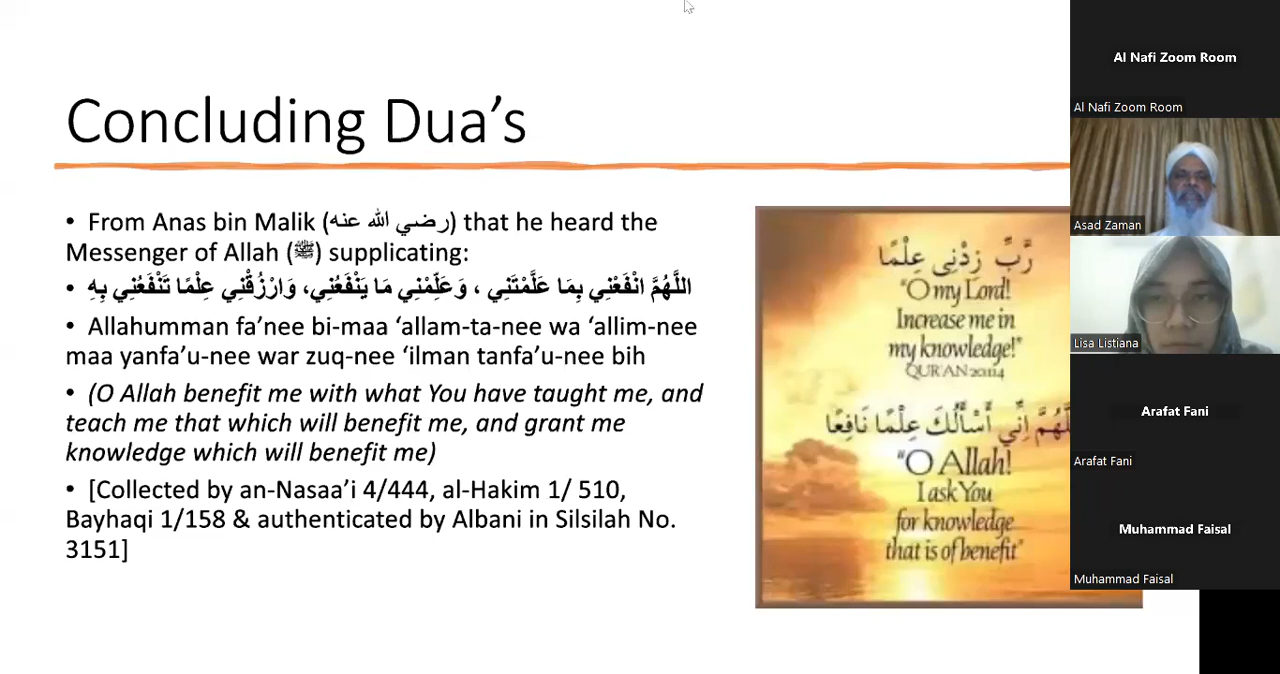 Concluding Dua’s
• From Anas bin Malik (رضي الله عنه) that he heard the
Messenger of Allah (ﷺ) supplicating:
• اللَّهُمَّ انْفَعْنِي بِمَا عَلَّمْتَنِي ، وَعَلِّمْنِي مَا يَنْفَعُنِي، وَارْزُقْنِي عِلْمًا تَنْفَعُنِي بِهِ
• Allahumman fa’nee bi-maa ‘allam-ta-nee wa ‘allim-nee
maa yanfa’u-nee war zuq-nee ‘ilman tanfa’u-nee bih
• (O Allah benefit me with what You have taught me, and
teach me that which will benefit me, and grant me
knowledge which will benefit me)
• [Collected by an-Nasaa’i 4/444, al-Hakim 1/ 510,
Bayhaqi 1/158 & authenticated by Albani in Silsilah No.
3151]
رَّبِّ زِدْنِى عِلْمًا
“O my Lord!
Increase me in
my knowledge!”
QUR'AN 20:114
إِنِّي أَسْأَلُكَ عِلْمًا نَافِعًا
“O Allah!
I ask You
for knowledge
that is of benefit”
Al Nafi Zoom Room
Al Nafi Zoom Room
Asad Zaman
Lisa Listiana
Arafat Fani
Arafat Fani
Muhammad Faisal
Muhammad Faisal